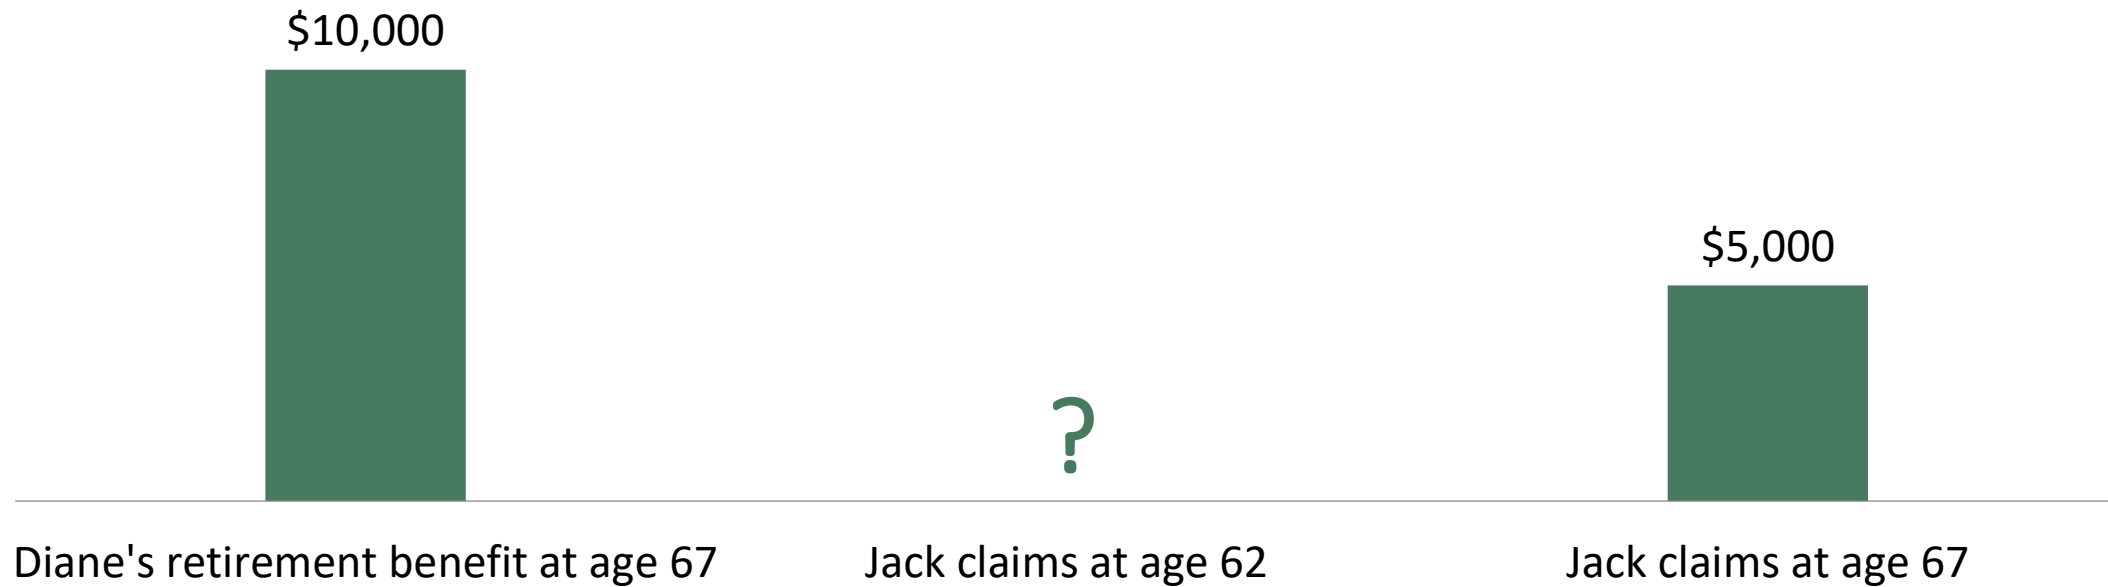 $10,000
$5,000
?
Diane's retirement benefit at age 67
Jack claims at age 62
Jack claims at age 67